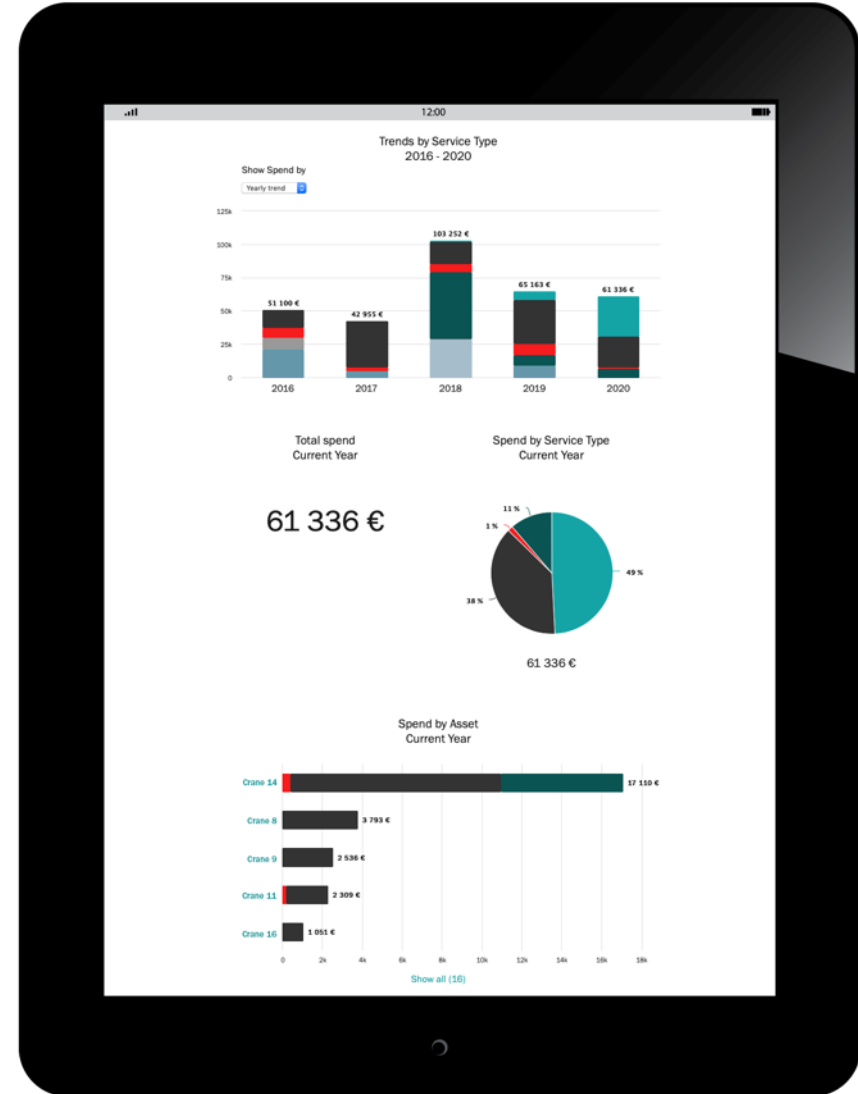 12:00
Trends by Service Type
2016 - 2020
Show Spend by
Yearly trend
125k
100k
75k
50k
25k
0
51 100 €
42 955 €
103 252 €
65 163 €
61 336 €
2016 2017 2018 2019 2020
Total spend
Current Year
61 336 €
Spend by Service Type
Current Year
11 %
1 %
38 %
49 %
61 336 €
Spend by Asset
Current Year
Crane 14 17 110 €
Crane 8 3 793 €
Crane 9 2 536 €
Crane 11 2 309 €
Crane 16 1 051 €
0 2k 4k 6k 8k 10k 12k 14k 16k 18k
Show all (16)